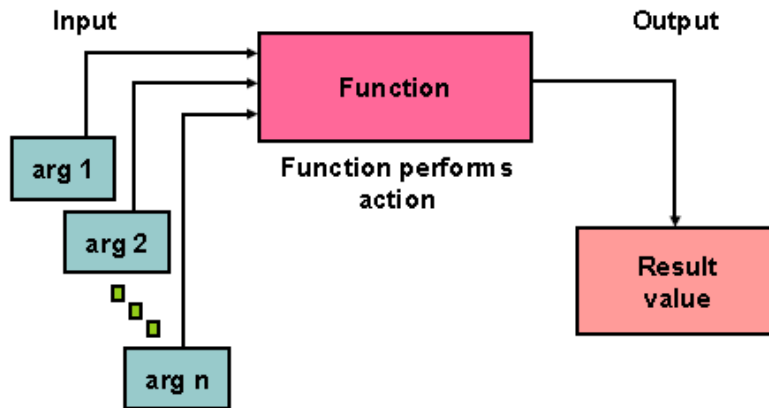 Input
Output
Function
arg 1
Function performs
action
arg 2
Result
value
arg n